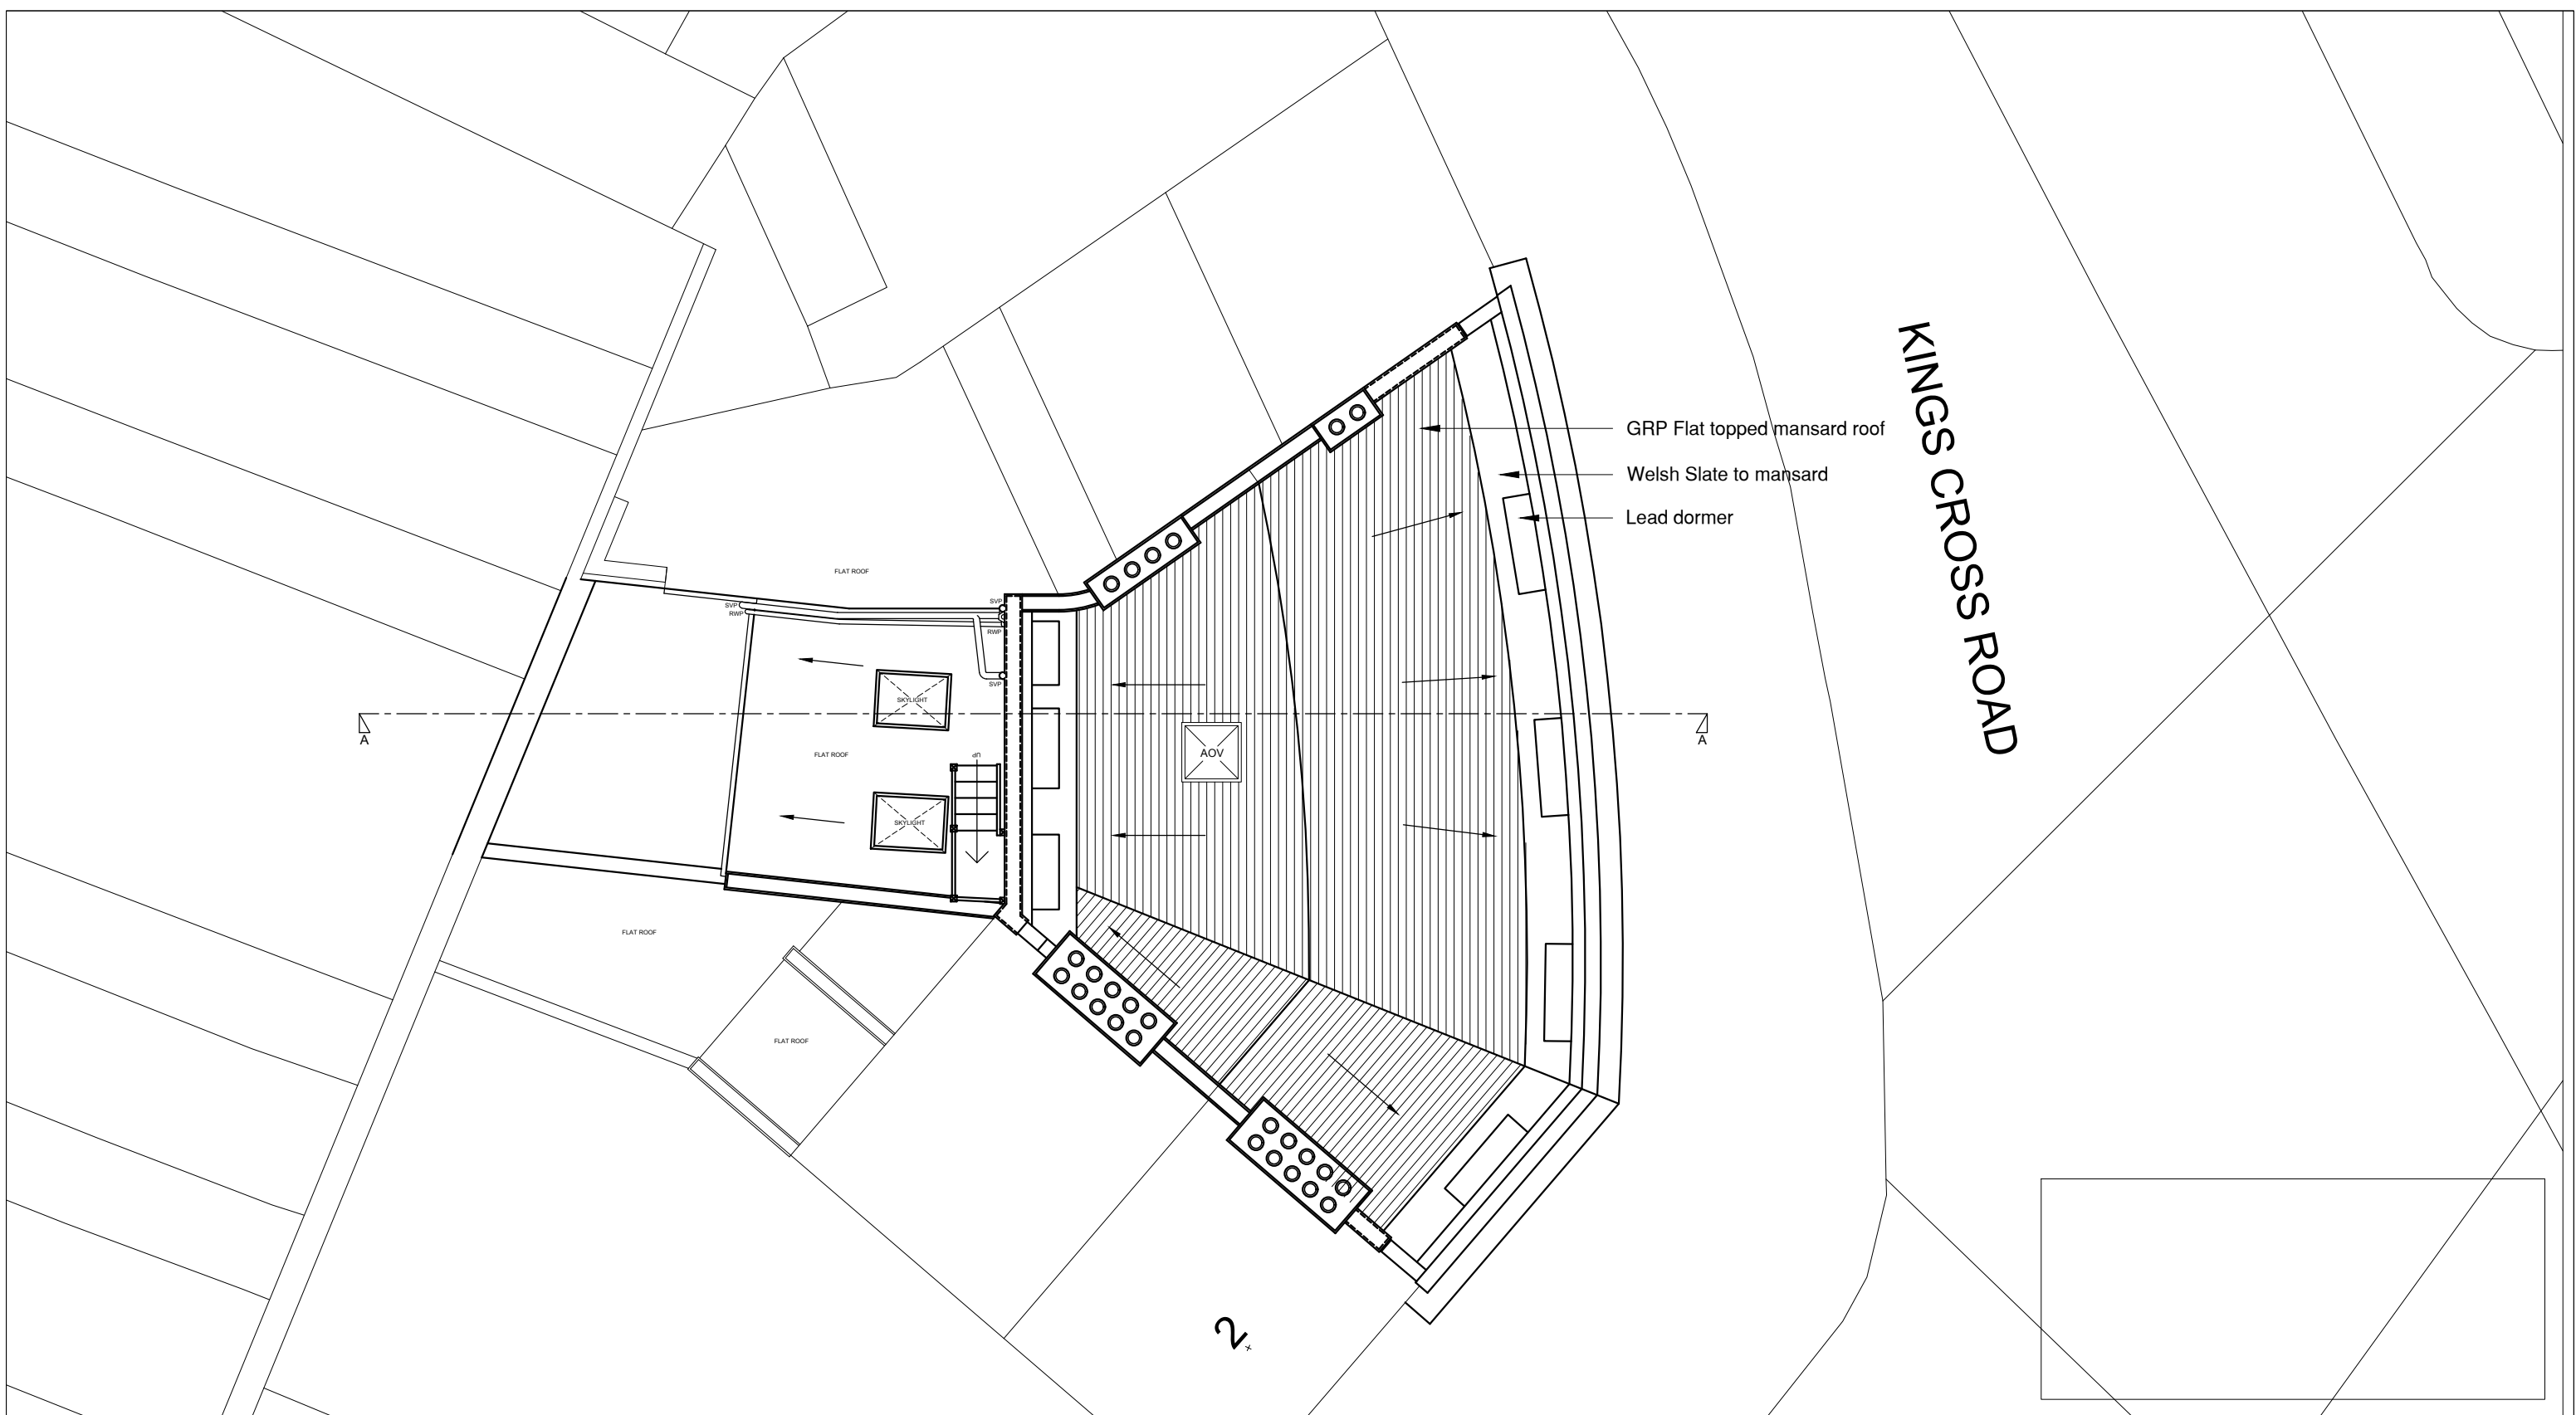 KINGS CROSS ROAD
GRP Flat topped mansard roof
Welsh Slate to mansard
Lead dormer
FLAT ROOF
SVP
RWP
SVP
RWP
SVP
SKYLIGHT
A
A
FLAT ROOF
UP
AOV
SKYLIGHT
FLAT ROOF
FLAT ROOF
2